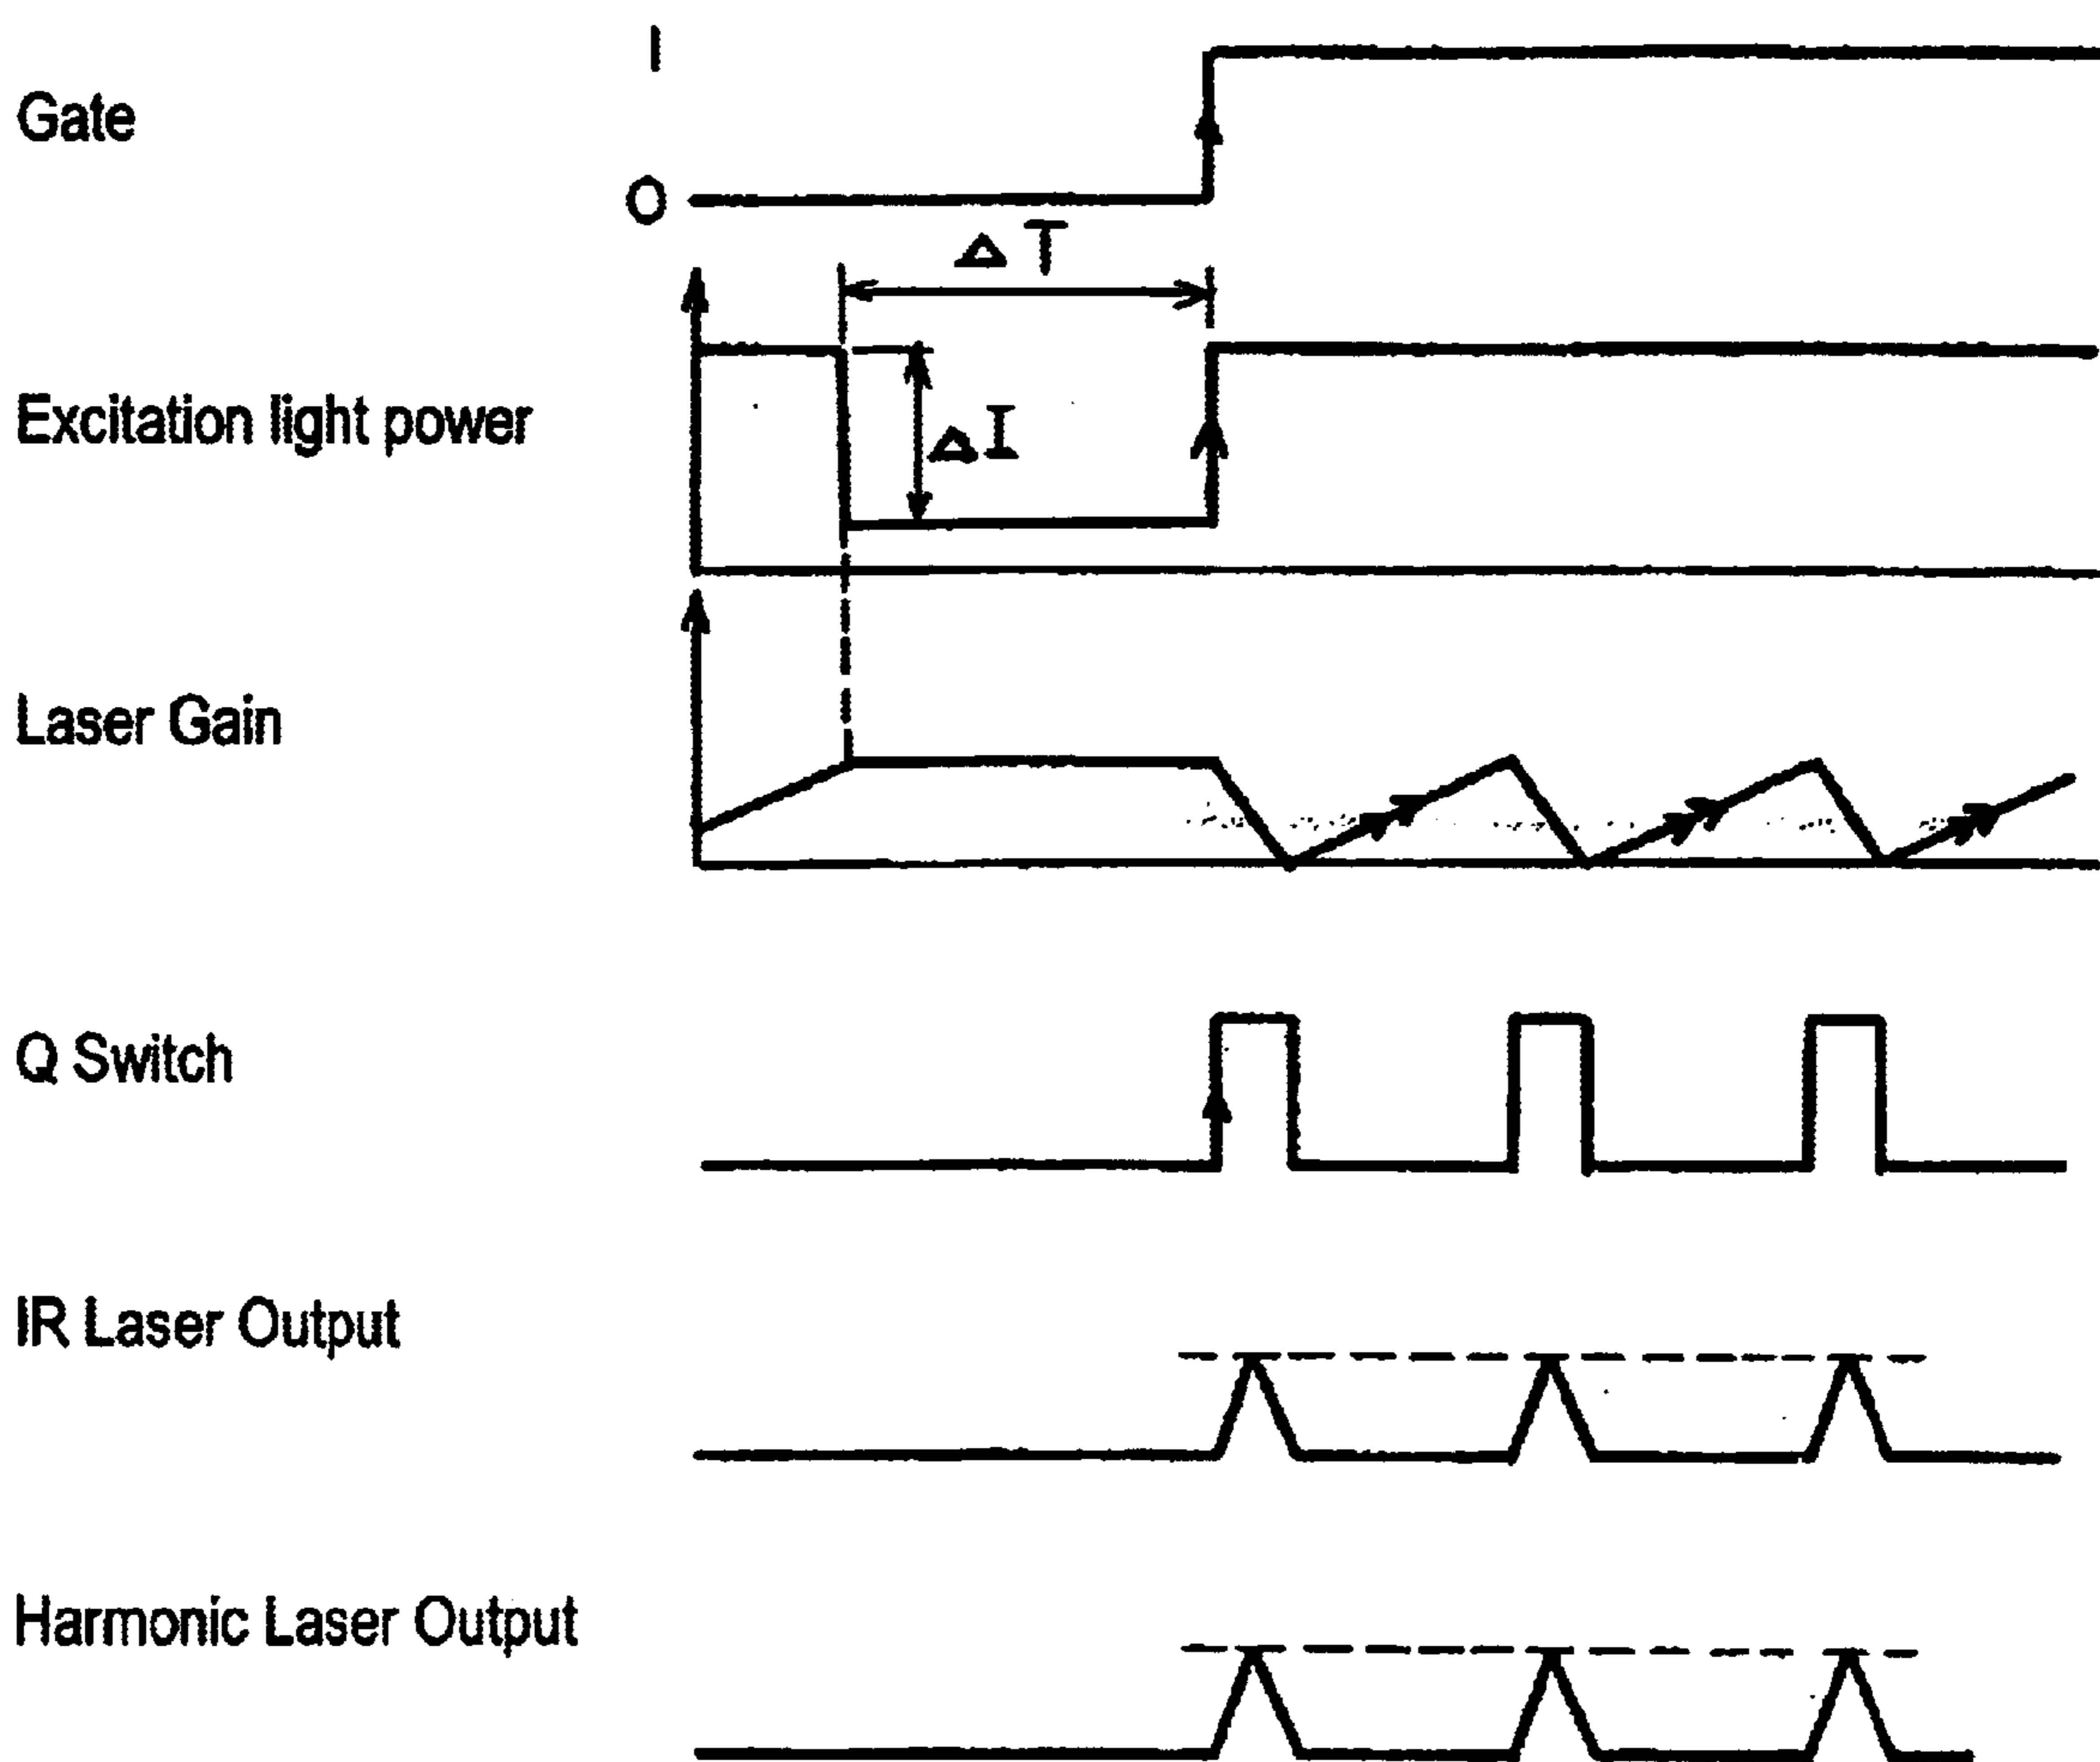 I
Gate
O
ΔT
Excitation light power
ΔI
Laser Gain
Q Switch
IR Laser Output
Harmonic Laser Output